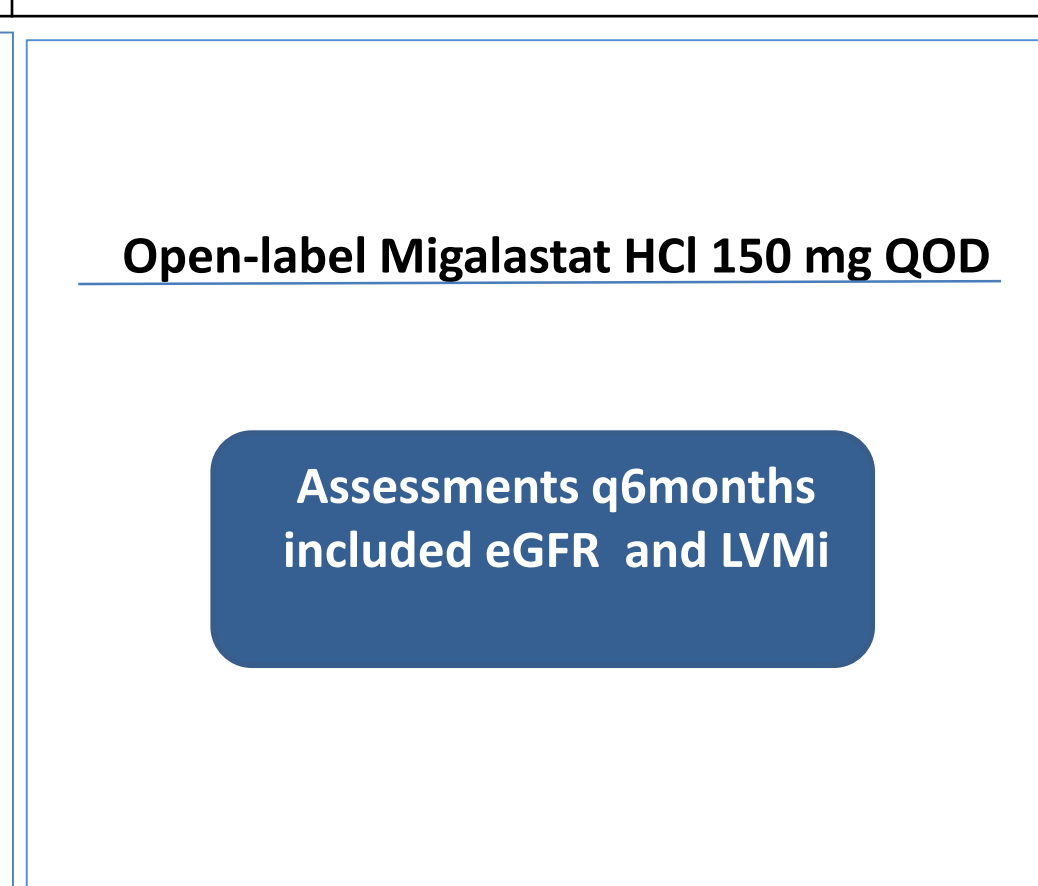 Open-label Migalastat HCl 150 mg QOD
Assessments q6months
included eGFR  and LVMi